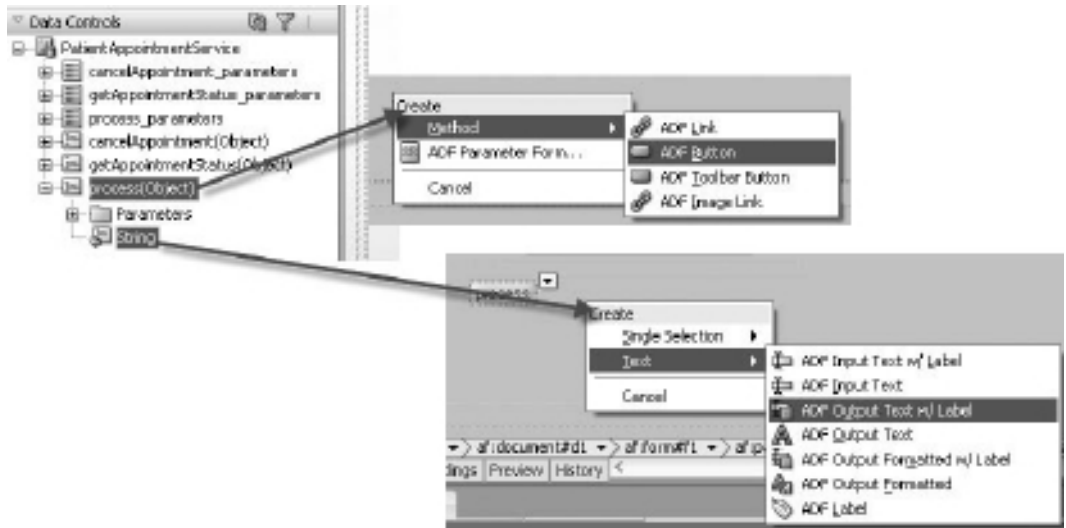 Data Controls
PatientAppointmentService
cancelAppointment_parameters
getAppointmentStatus_parameters
process_parameters
cancelAppointment(Object)
getAppointmentStatus(Object)
process(Object)
Parameters
String
Create
Method
ADF Parameter Form...
Cancel
ADF Link
ADF Button
ADF Toolbar Button
ADF Image Link
process
Create
Single Selection
Text
Cancel
ADF Input Text w/ Label
ADF Input Text
ADF Output Text w/ Label
ADF Output Text
ADF Output Formatted w/ Label
ADF Output Formatted
ADF Label
af:document#d1 af:form#f1
Preview History